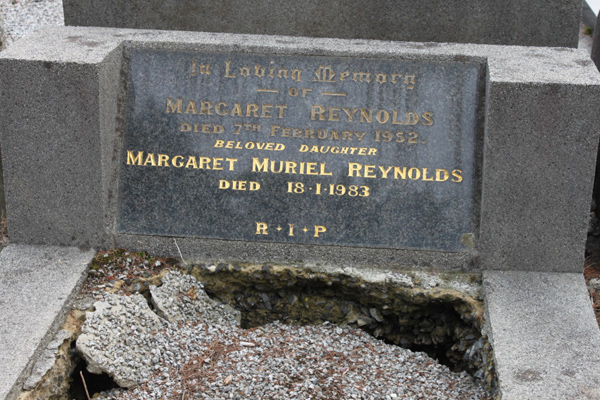 In Loving Memory
— OF —
MARGARET REYNOLDS
DIED 7TH FEBRUARY 1952.
BELOVED DAUGHTER
MARGARET MURIEL REYNOLDS
DIED 18·1·1983
R·I·P